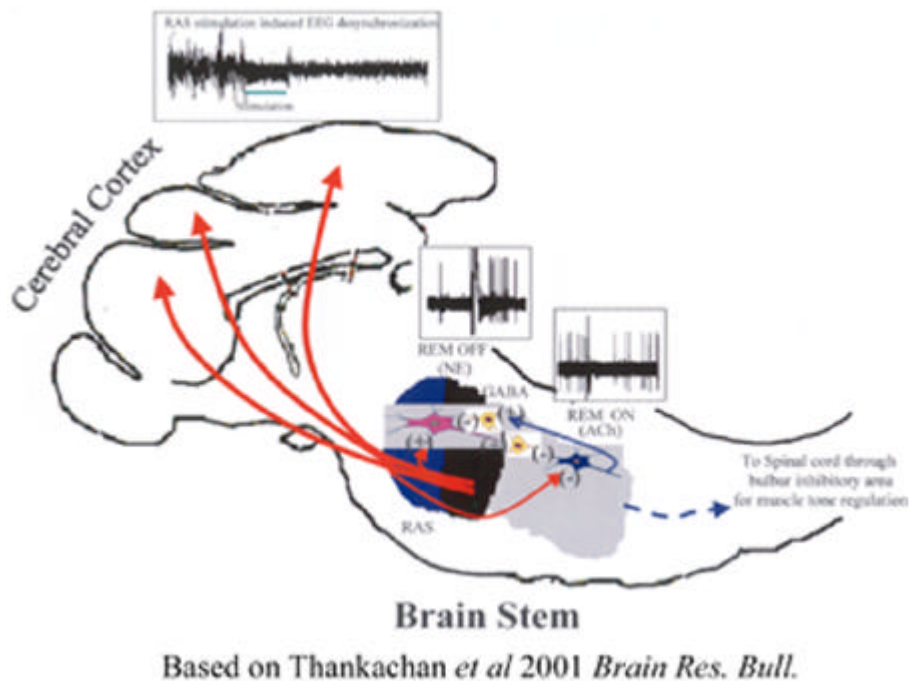 RAS stimulation induced EEG desynchronization
Stimulation
Cerebral Cortex
REM OFF
(NE)
GABA
REM ON
(ACh)
(-)
(+)
(+)
(+)
(-)
(-)
RAS
To Spinal cord through
bulbur inhibitory area
for muscle tone regulation
Brain Stem
Based on Thankachan et al 2001 Brain Res. Bull.